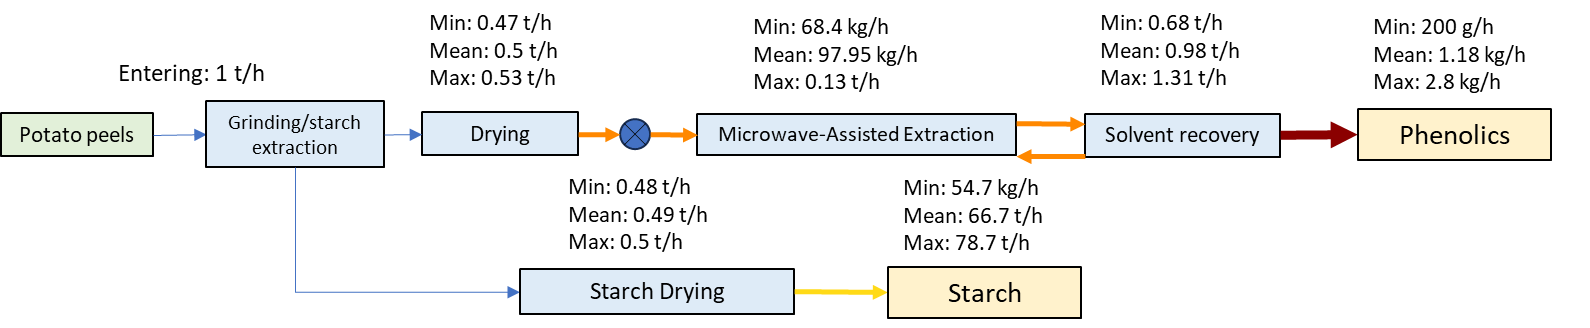 Entering: 1 t/h
Potato peels
Grinding/starch
extraction
Min: 0.47 t/h
Mean: 0.5 t/h
Max: 0.53 t/h
Drying
Min: 68.4 kg/h
Mean: 97.95 kg/h
Max: 0.13 t/h
Microwave-Assisted Extraction
Min: 0.68 t/h
Mean: 0.98 t/h
Max: 1.31 t/h
Solvent recovery
Min: 200 g/h
Mean: 1.18 kg/h
Max: 2.8 kg/h
Phenolics
Min: 0.48 t/h
Mean: 0.49 t/h
Max: 0.5 t/h
Starch Drying
Min: 54.7 kg/h
Mean: 66.7 t/h
Max: 78.7 t/h
Starch